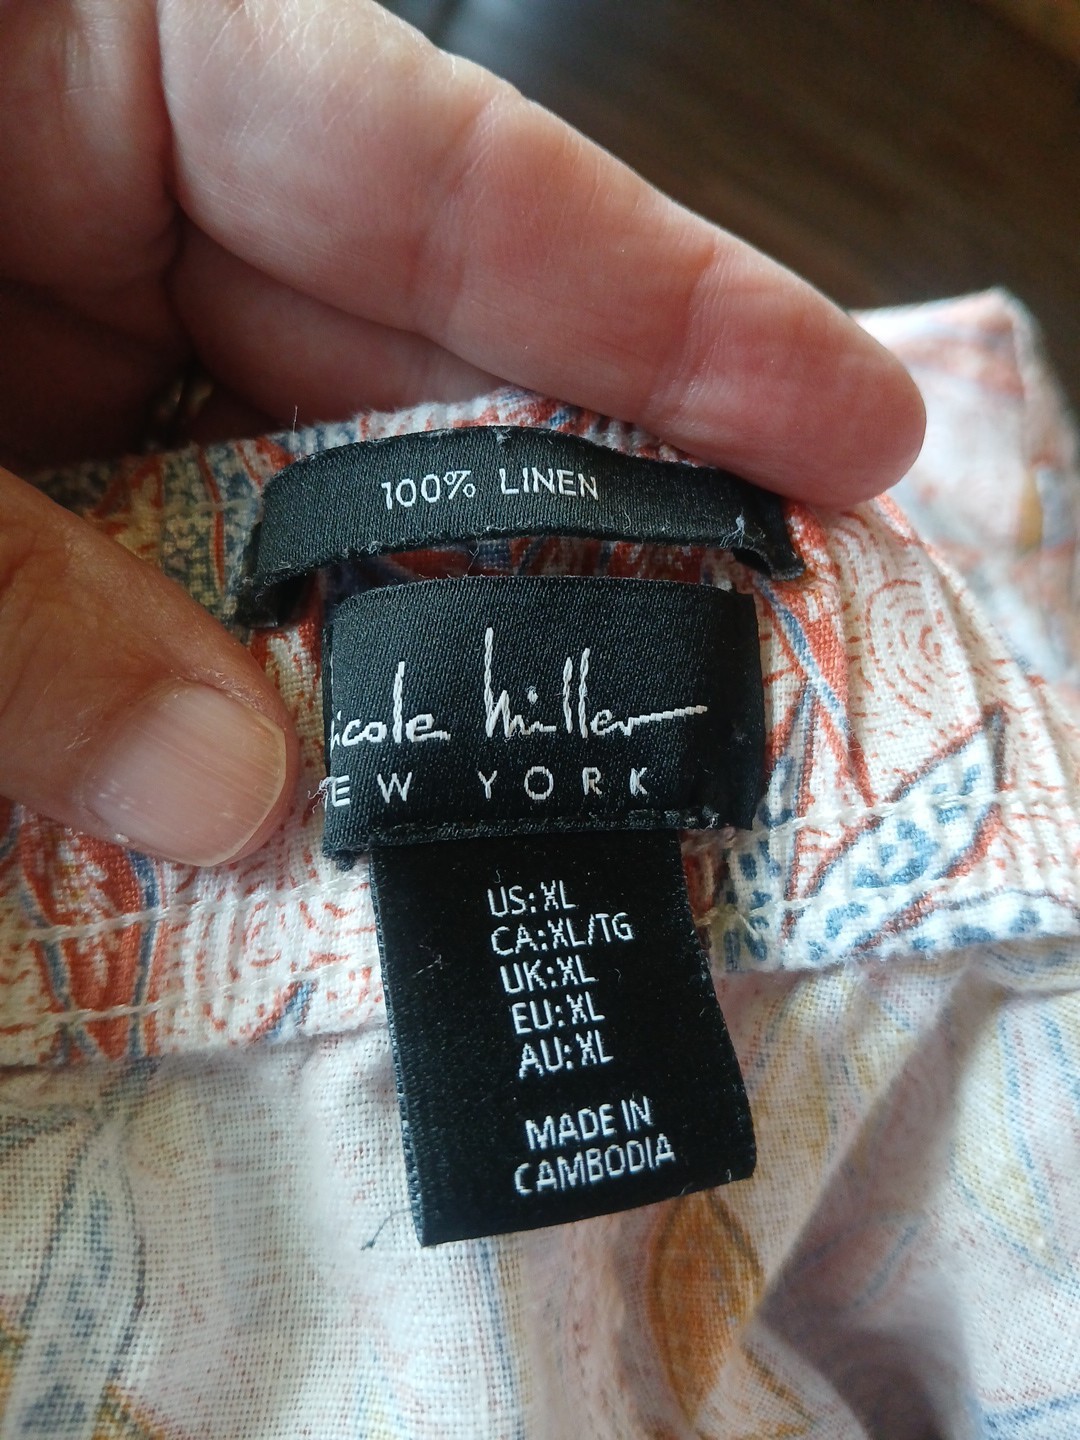 100% LINEN
icole Miller
EW YORK
US: XL
CA: XL/TG
UK: XL
EU: XL
AU: XL
MADE IN
CAMBODIA